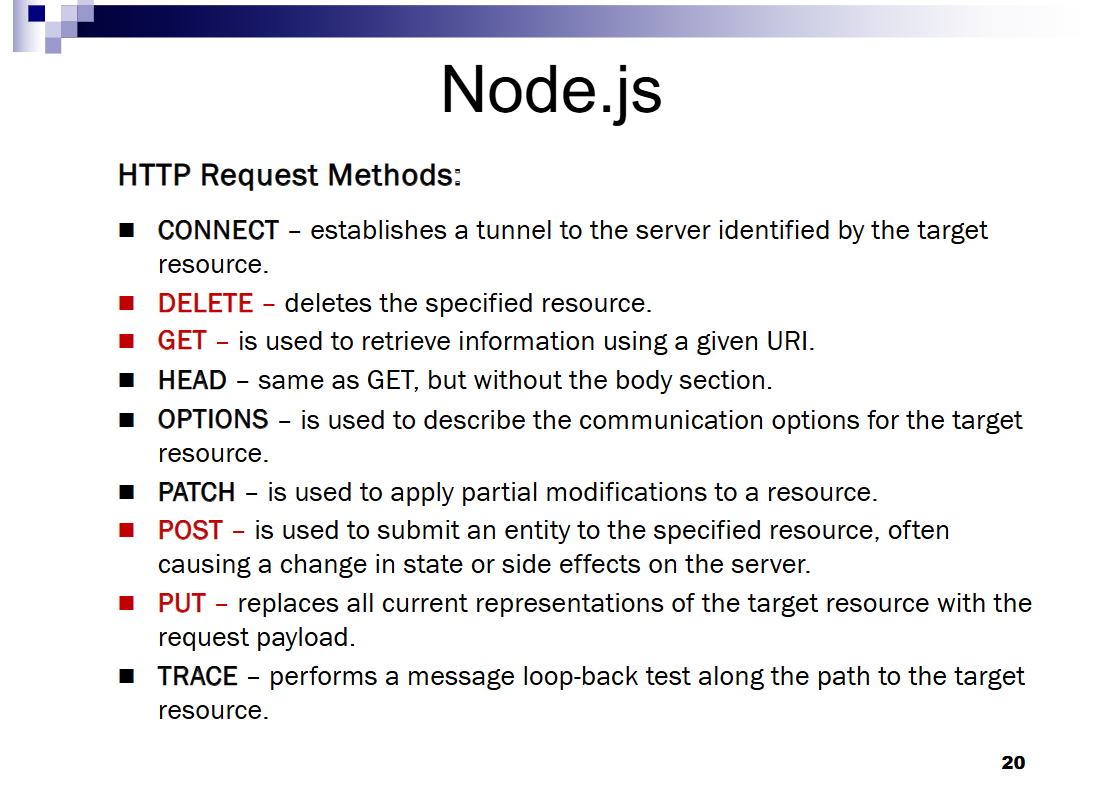 Node.js
HTTP Request Methods:
■ CONNECT – establishes a tunnel to the server identified by the target
resource.
■ DELETE – deletes the specified resource.
■ GET – is used to retrieve information using a given URI.
■ HEAD – same as GET, but without the body section.
■ OPTIONS – is used to describe the communication options for the target
resource.
■ PATCH – is used to apply partial modifications to a resource.
■ POST – is used to submit an entity to the specified resource, often
causing a change in state or side effects on the server.
■ PUT – replaces all current representations of the target resource with the
request payload.
■ TRACE – performs a message loop-back test along the path to the target
resource.
20